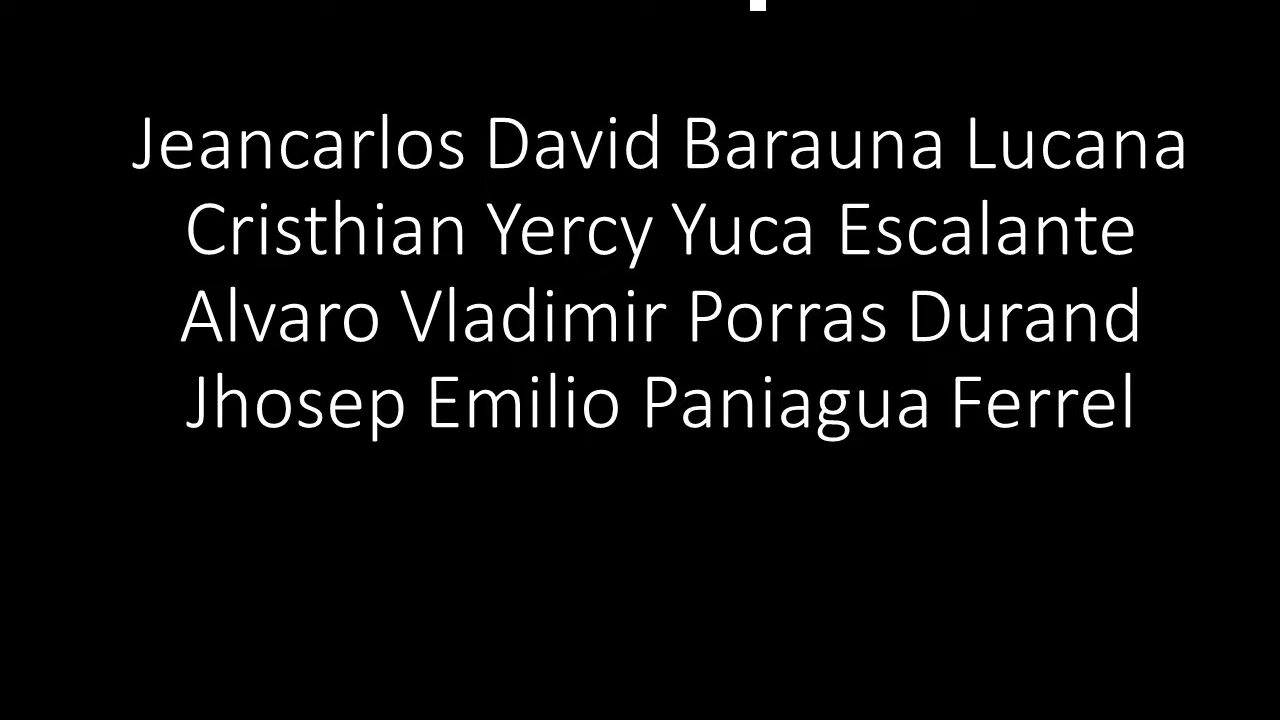 Jeancarlos David Barauna Lucana
Cristhian Yercy Yuca Escalante
Alvaro Vladimir Porras Durand
Jhosep Emilio Paniagua Ferrel